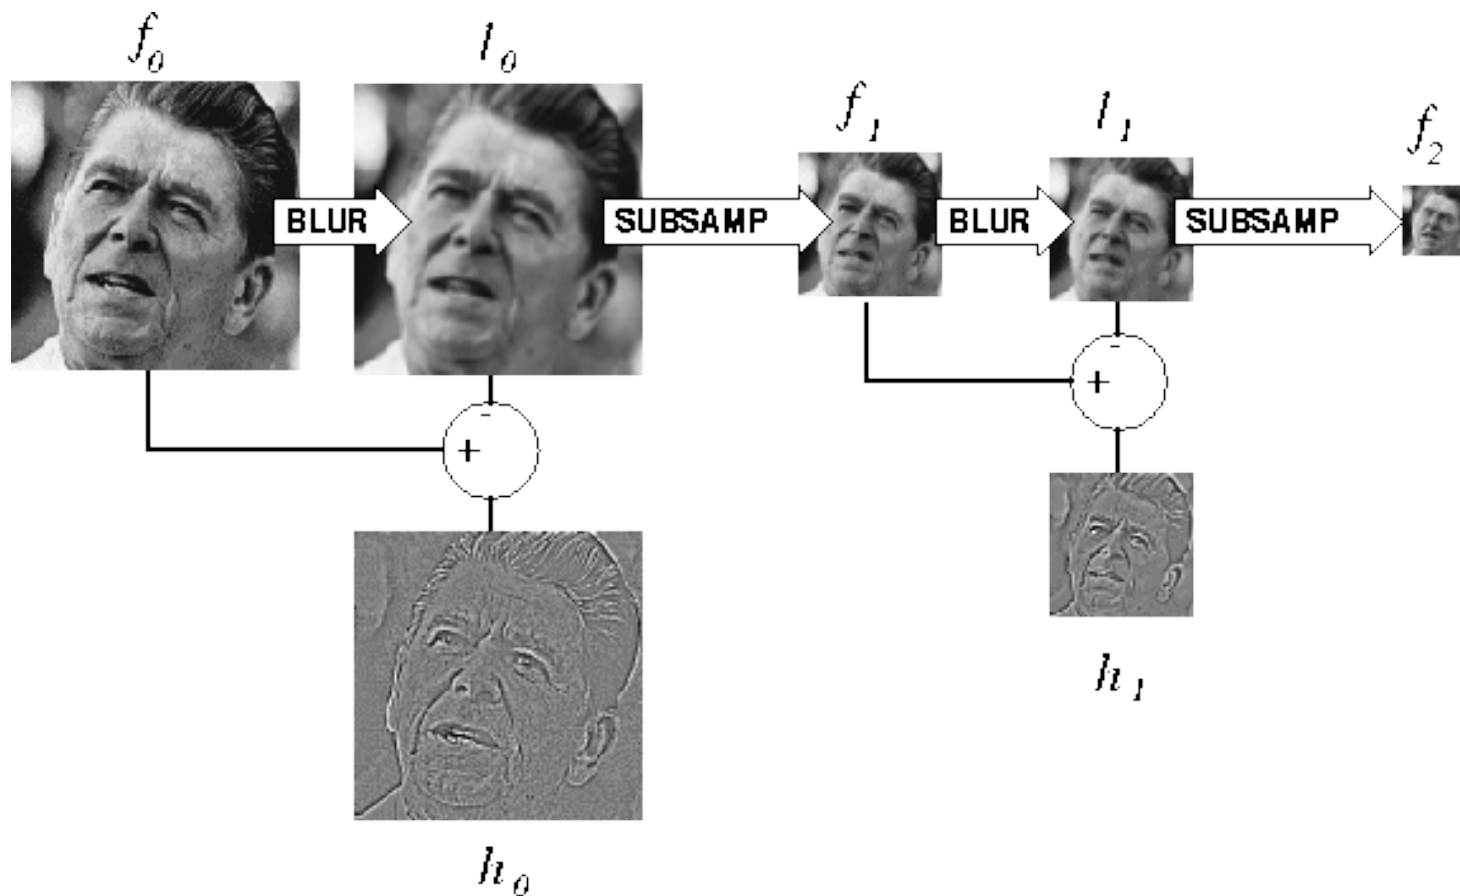 f₀ l₀
f₁ l₁ f₂
BLUR SUBSAMP BLUR SUBSAMP
- +
- +
h₁
h₀